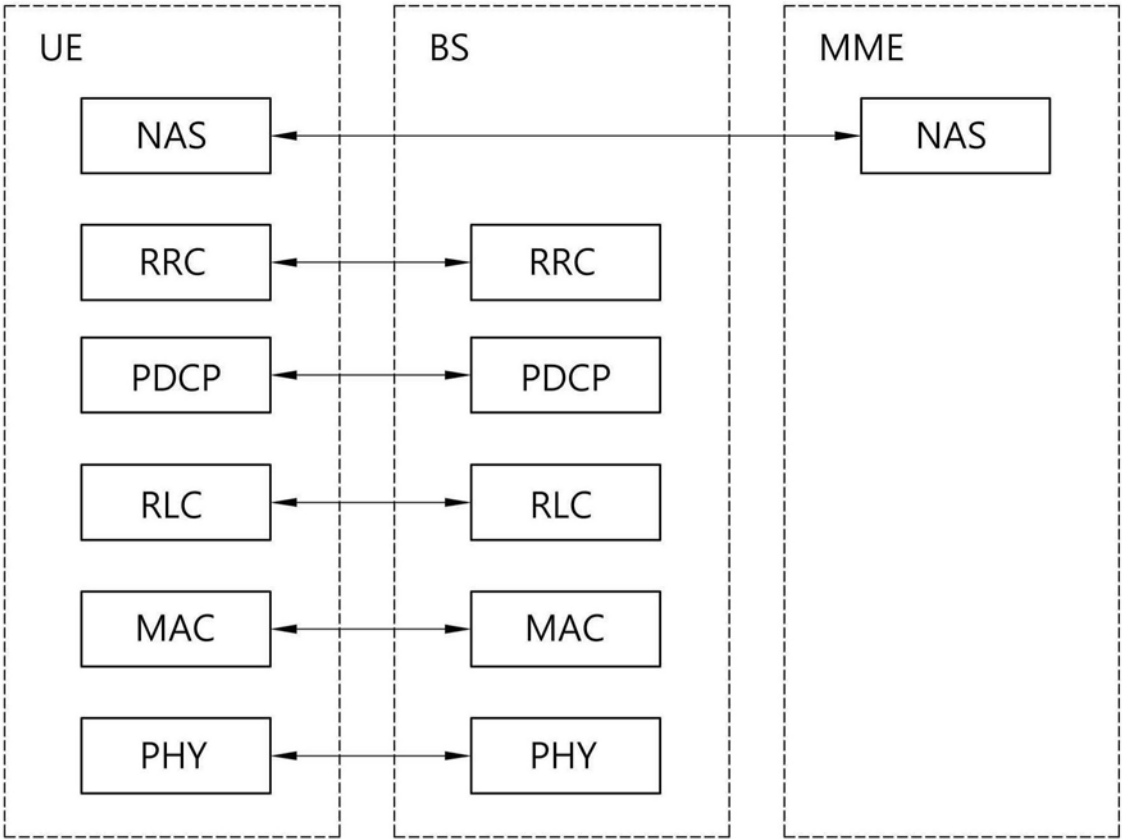 UE BS MME
NAS NAS
RRC RRC
PDCP PDCP
RLC RLC
MAC MAC
PHY PHY